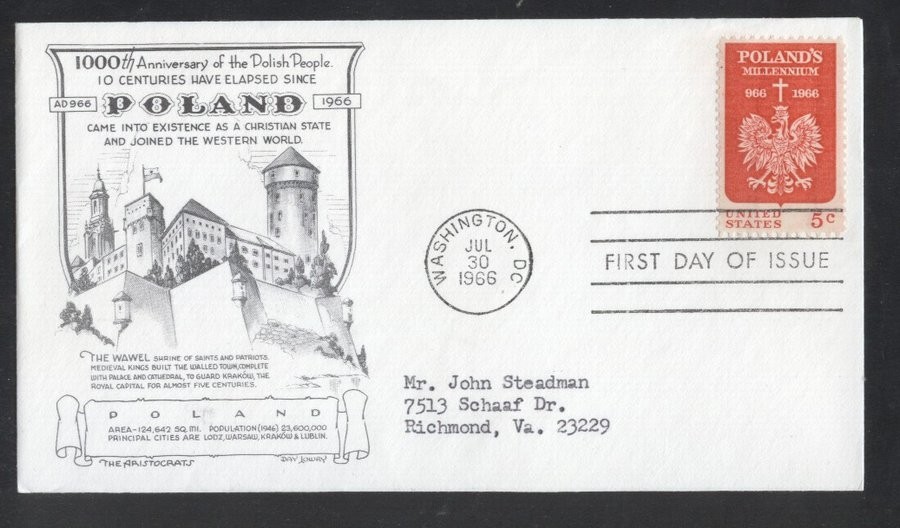 1000th Anniversary of the Polish People.
10 CENTURIES HAVE ELAPSED SINCE
AD 966 POLAND 1966
CAME INTO EXISTENCE AS A CHRISTIAN STATE
AND JOINED THE WESTERN WORLD.
THE WAWEL SHRINE OF SAINTS AND PATRIOTS.
MEDIEVAL KINGS BUILT THE WALLED TOWN, COMPLETE
WITH PALACE AND CATHEDRAL, TO GUARD KRAKÓW, THE
ROYAL CAPITAL FOR ALMOST FIVE CENTURIES.
POLAND
AREA-124,642 SQ. MI. POPULATION (1946) 23,600,000
PRINCIPAL CITIES ARE LODZ, WARSAW, KRAKÓW & LUBLIN.
THE ARISTOCRATS DAY LOWRY
POLAND'S
MILLENNIUM
966 1966
UNITED
STATES 5c
WASHINGTON, DC
JUL
30
1966
FIRST DAY OF ISSUE
Mr. John Steadman
7513 Schaaf Dr.
Richmond, Va. 23229